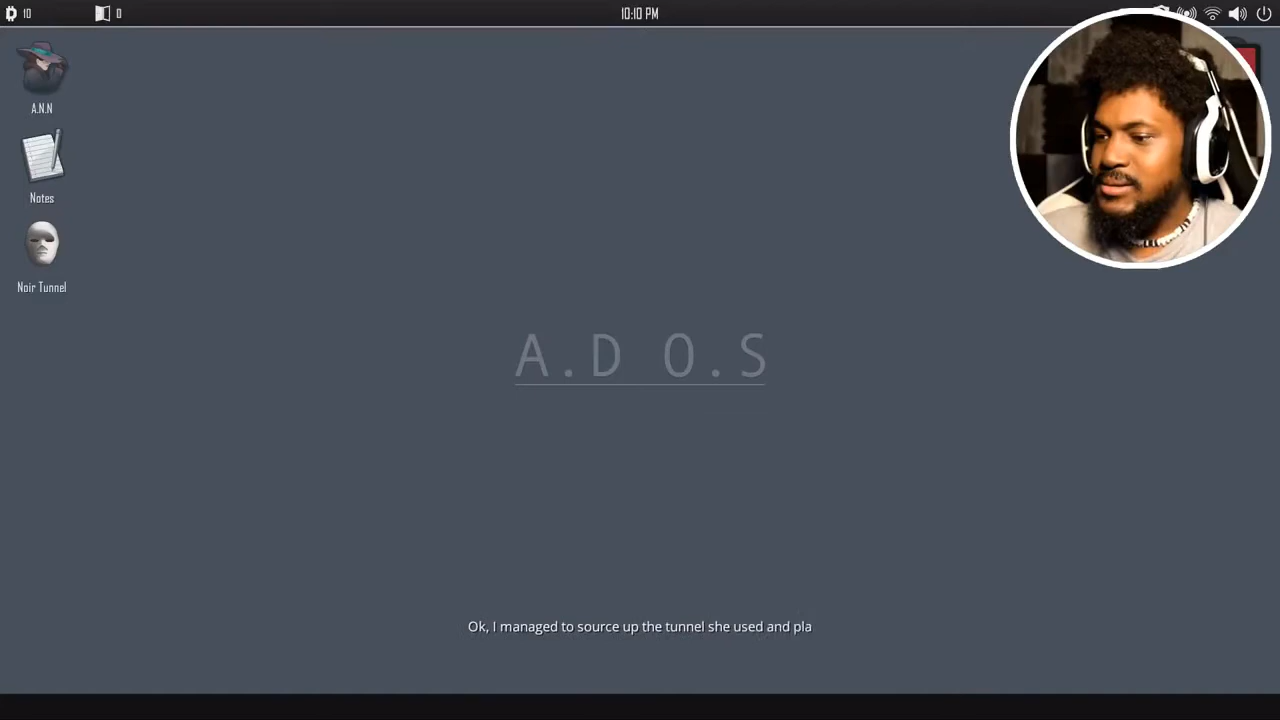 10
0
10:10 PM
A.N.N
Notes
Noir Tunnel
A.D O.S
Ok, I managed to source up the tunnel she used and pla